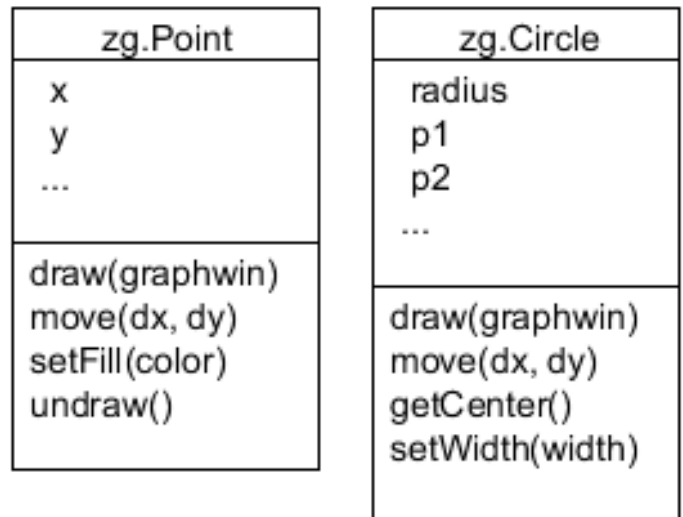 zg.Point
x
y
...
draw(graphwin)
move(dx, dy)
setFill(color)
undraw()
zg.Circle
radius
p1
p2
...
draw(graphwin)
move(dx, dy)
getCenter()
setWidth(width)